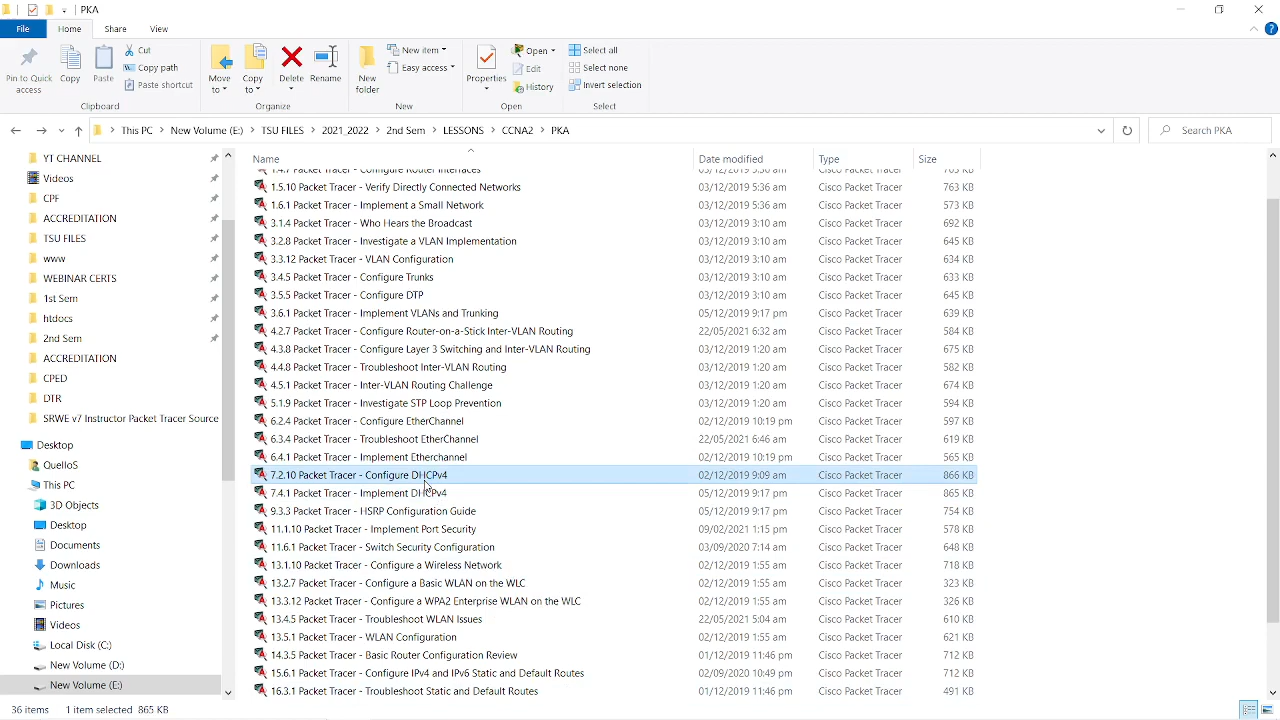 PKA
File Home Share View
Pin to Quick access
Copy
Paste
Cut
Copy path
Paste shortcut
Move to
Copy to
Delete
Rename
New folder
New item
Easy access
Properties
Open
Edit
History
Select all
Select none
Invert selection
Clipboard Organize New Open Select
This PC New Volume (E:) TSU FILES 2021_2022 2nd Sem LESSONS CCNA2 PKA
Search PKA
YT CHANNEL
Videos
CPF
ACCREDITATION
TSU FILES
www
WEBINAR CERTS
1st Sem
htdocs
2nd Sem
ACCREDITATION
CPED
DTR
SRWE v7 Instructor Packet Tracer Source
Desktop
QuelloS
This PC
3D Objects
Desktop
Documents
Downloads
Music
Pictures
Videos
Local Disk (C:)
New Volume (D:)
New Volume (E:)
Name Date modified Type Size
1.4.7 Packet Tracer - Configure Router Interfaces 03/12/2019 5:36 am Cisco Packet Tracer 765 KB
1.5.10 Packet Tracer - Verify Directly Connected Networks 03/12/2019 5:36 am Cisco Packet Tracer 763 KB
1.6.1 Packet Tracer - Implement a Small Network 03/12/2019 5:36 am Cisco Packet Tracer 573 KB
3.1.4 Packet Tracer - Who Hears the Broadcast 03/12/2019 3:10 am Cisco Packet Tracer 692 KB
3.2.8 Packet Tracer - Investigate a VLAN Implementation 03/12/2019 3:10 am Cisco Packet Tracer 645 KB
3.3.12 Packet Tracer - VLAN Configuration 03/12/2019 3:10 am Cisco Packet Tracer 634 KB
3.4.5 Packet Tracer - Configure Trunks 03/12/2019 3:10 am Cisco Packet Tracer 633 KB
3.5.5 Packet Tracer - Configure DTP 03/12/2019 3:10 am Cisco Packet Tracer 645 KB
3.6.1 Packet Tracer - Implement VLANs and Trunking 05/12/2019 9:17 pm Cisco Packet Tracer 639 KB
4.2.7 Packet Tracer - Configure Router-on-a-Stick Inter-VLAN Routing 22/05/2021 6:32 am Cisco Packet Tracer 584 KB
4.3.8 Packet Tracer - Configure Layer 3 Switching and Inter-VLAN Routing 03/12/2019 1:20 am Cisco Packet Tracer 675 KB
4.4.8 Packet Tracer - Troubleshoot Inter-VLAN Routing 03/12/2019 1:20 am Cisco Packet Tracer 582 KB
4.5.1 Packet Tracer - Inter-VLAN Routing Challenge 03/12/2019 1:20 am Cisco Packet Tracer 674 KB
5.1.9 Packet Tracer - Investigate STP Loop Prevention 03/12/2019 1:20 am Cisco Packet Tracer 594 KB
6.2.4 Packet Tracer - Configure EtherChannel 02/12/2019 10:19 pm Cisco Packet Tracer 597 KB
6.3.4 Packet Tracer - Troubleshoot EtherChannel 22/05/2021 6:46 am Cisco Packet Tracer 619 KB
6.4.1 Packet Tracer - Implement Etherchannel 02/12/2019 10:19 pm Cisco Packet Tracer 565 KB
7.2.10 Packet Tracer - Configure DHCPv4 02/12/2019 9:09 am Cisco Packet Tracer 866 KB
7.4.1 Packet Tracer - Implement DHCPv4 05/12/2019 9:17 pm Cisco Packet Tracer 865 KB
9.3.3 Packet Tracer - HSRP Configuration Guide 05/12/2019 9:17 pm Cisco Packet Tracer 754 KB
11.1.10 Packet Tracer - Implement Port Security 09/02/2021 1:15 pm Cisco Packet Tracer 578 KB
11.6.1 Packet Tracer - Switch Security Configuration 03/09/2020 7:14 am Cisco Packet Tracer 648 KB
13.1.10 Packet Tracer - Configure a Wireless Network 02/12/2019 1:55 am Cisco Packet Tracer 718 KB
13.2.7 Packet Tracer - Configure a Basic WLAN on the WLC 02/12/2019 1:55 am Cisco Packet Tracer 323 KB
13.3.12 Packet Tracer - Configure a WPA2 Enterprise WLAN on the WLC 02/12/2019 1:55 am Cisco Packet Tracer 326 KB
13.4.5 Packet Tracer - Troubleshoot WLAN Issues 22/05/2021 5:04 am Cisco Packet Tracer 610 KB
13.5.1 Packet Tracer - WLAN Configuration 02/12/2019 1:55 am Cisco Packet Tracer 621 KB
14.3.5 Packet Tracer - Basic Router Configuration Review 01/12/2019 11:46 pm Cisco Packet Tracer 712 KB
15.6.1 Packet Tracer - Configure IPv4 and IPv6 Static and Default Routes 02/09/2020 10:49 pm Cisco Packet Tracer 712 KB
16.3.1 Packet Tracer - Troubleshoot Static and Default Routes 01/12/2019 11:46 pm Cisco Packet Tracer 491 KB
36 items 1 item selected 865 KB